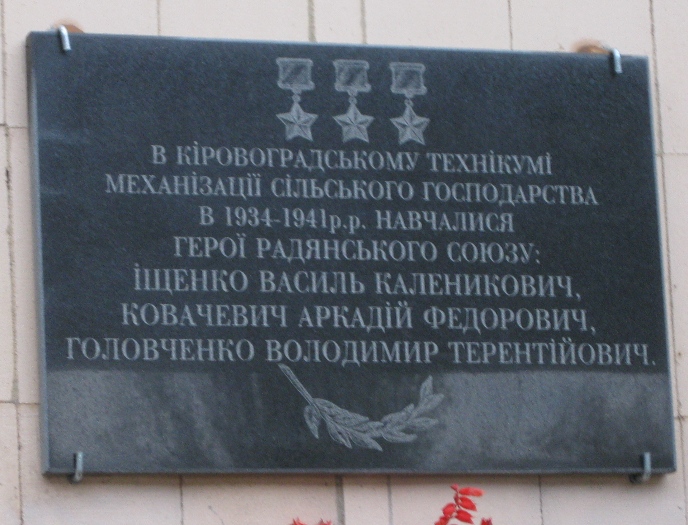 В КІРОВОГРАДСЬКОМУ ТЕХНІКУМІ
МЕХАНІЗАЦІЇ СІЛЬСЬКОГО ГОСПОДАРСТВА
В 1934-1941р.р. НАВЧАЛИСЯ
ГЕРОЇ РАДЯНСЬКОГО СОЮЗУ:
ІЩЕНКО ВАСИЛЬ КАЛЕНИКОВИЧ,
КОВАЧЕВИЧ АРКАДІЙ ФЕДОРОВИЧ,
ГОЛОВЧЕНКО ВОЛОДИМИР ТЕРЕНТІЙОВИЧ.